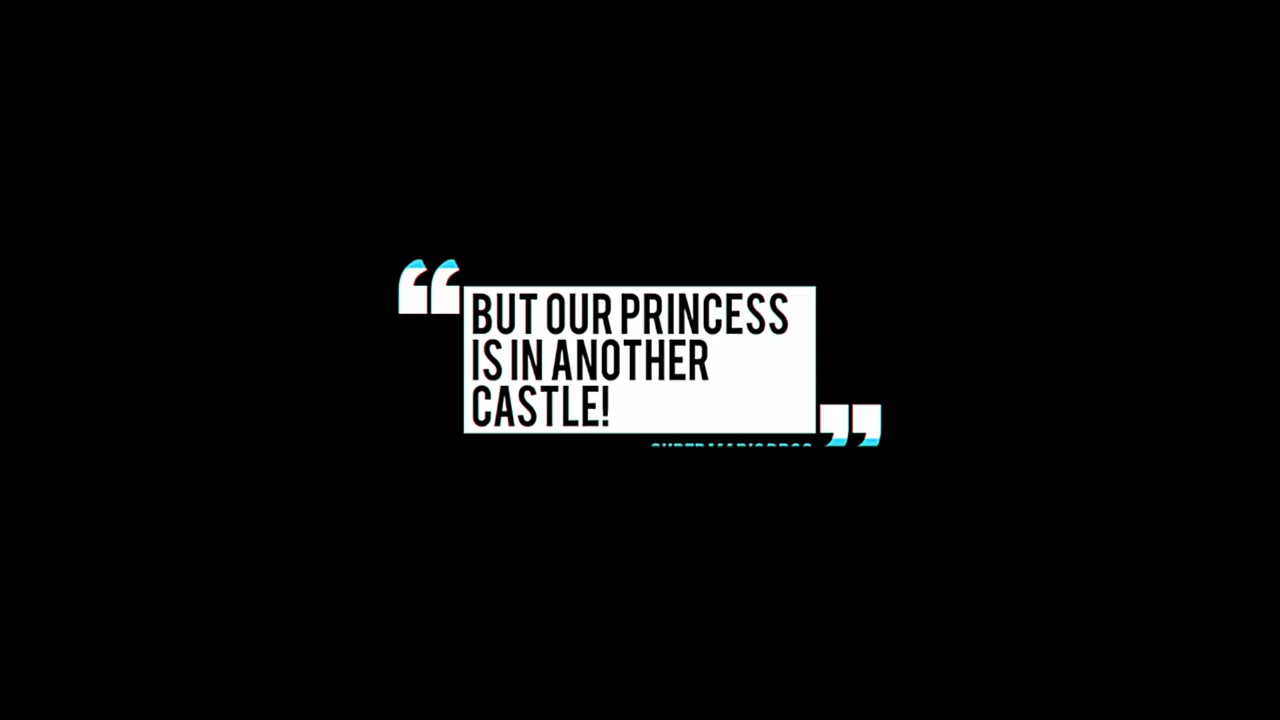 “BUT OUR PRINCESS
IS IN ANOTHER
CASTLE!”